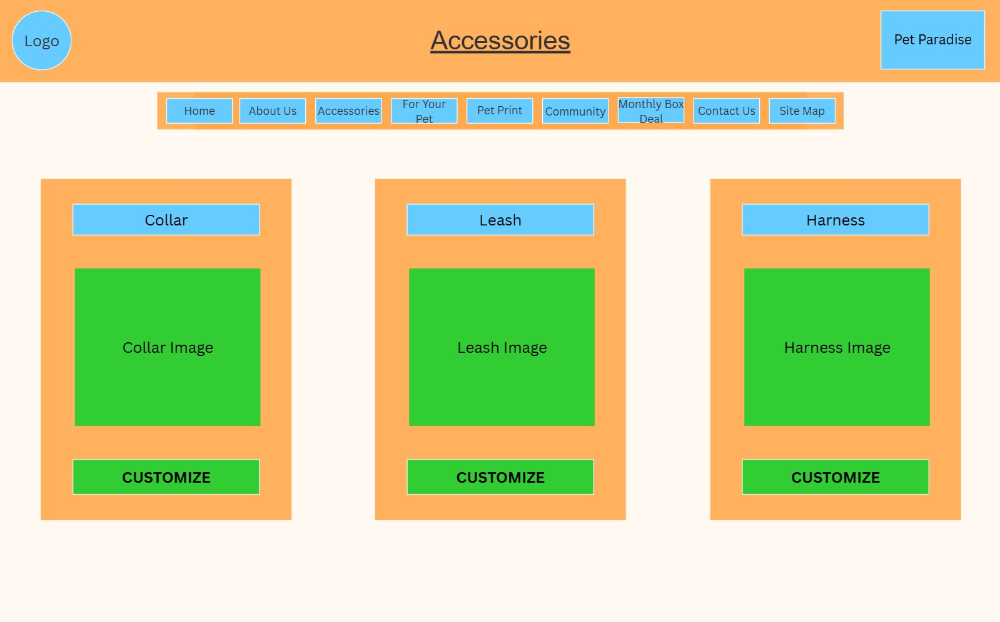 Logo
Accessories
Pet Paradise
Home
About Us
Accessories
For Your
Pet
Pet Print
Community
Monthly Box
Deal
Contact Us
Site Map
Collar
Leash
Harness
Collar Image
Leash Image
Harness Image
CUSTOMIZE
CUSTOMIZE
CUSTOMIZE